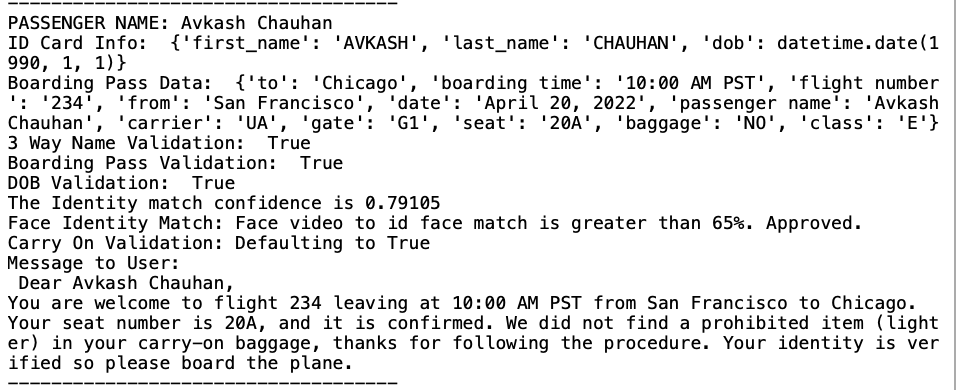 ------------------------------------
PASSENGER NAME: Avkash Chauhan
ID Card Info:  {'first_name': 'AVKASH', 'last_name': 'CHAUHAN', 'dob': datetime.date(1
990, 1, 1)}
Boarding Pass Data:  {'to': 'Chicago', 'boarding time': '10:00 AM PST', 'flight number
': '234', 'from': 'San Francisco', 'date': 'April 20, 2022', 'passenger name': 'Avkash
Chauhan', 'carrier': 'UA', 'gate': 'G1', 'seat': '20A', 'baggage': 'NO', 'class': 'E'}
3 Way Name Validation:  True
Boarding Pass Validation:  True
DOB Validation:  True
The Identity match confidence is 0.79105
Face Identity Match: Face video to id face match is greater than 65%. Approved.
Carry On Validation: Defaulting to True
Message to User:
 Dear Avkash Chauhan,
You are welcome to flight 234 leaving at 10:00 AM PST from San Francisco to Chicago.
Your seat number is 20A, and it is confirmed. We did not find a prohibited item (light
er) in your carry-on baggage, thanks for following the procedure. Your identity is ver
ified so please board the plane.
------------------------------------